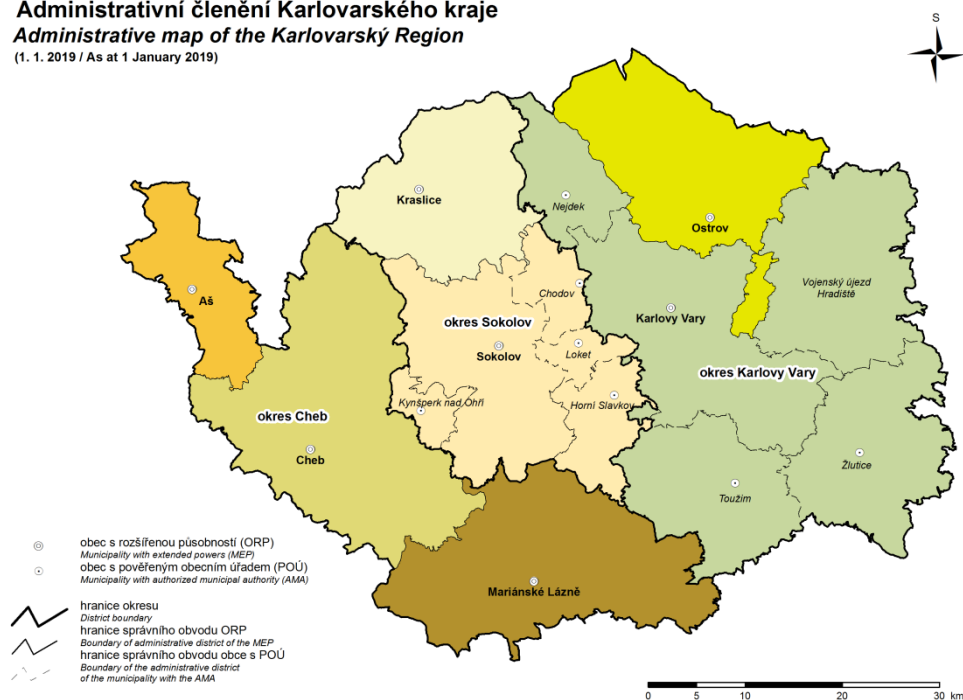 Administrativní členění Karlovarského kraje
Administrative map of the Karlovarský Region
(1. 1. 2019 / As at 1 January 2019)
S
Kraslice
Nejdek
Ostrov
Aš
Chodov
Vojenský újezd
Hradiště
okres Sokolov
Karlovy Vary
Sokolov
Loket
okres Karlovy Vary
Kynšperk nad Ohří
Horní Slavkov
okres Cheb
Cheb
Žlutice
Toužim
Mariánské Lázně
obec s rozšířenou působností (ORP)
Municipality with extended powers (MEP)
obec s pověřeným obecním úřadem (POÚ)
Municipality with authorized municipal authority (AMA)
hranice okresu
District boundary
hranice správního obvodu ORP
Boundary of administrative district of the MEP
hranice správního obvodu obce s POÚ
Boundary of the administrative district
of the municipality with the AMA
0 5 10 20 30 km